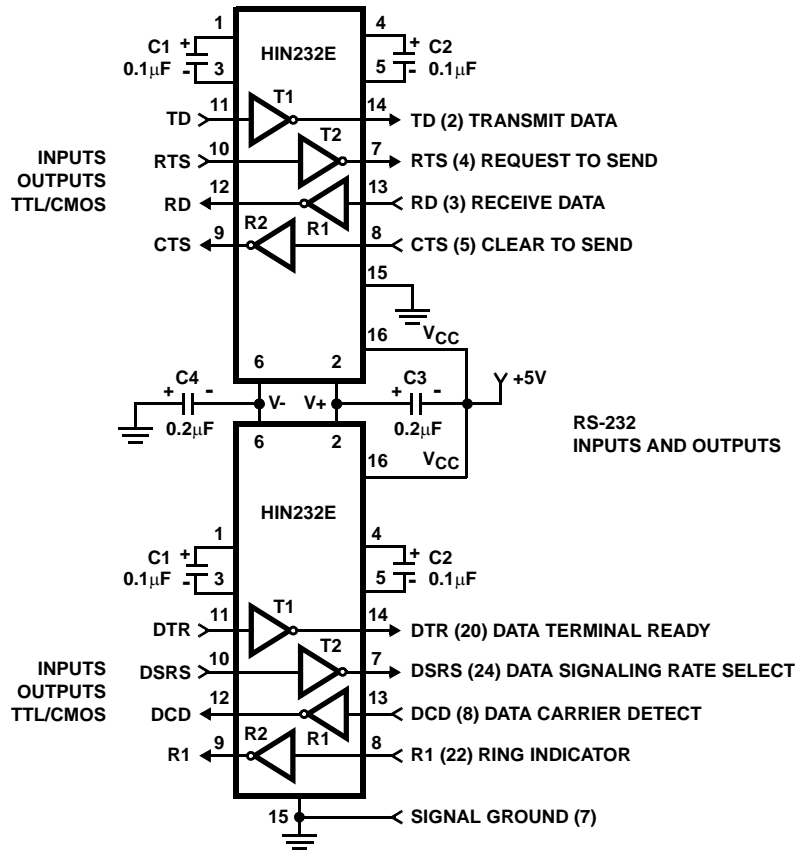 1 4
HIN232E
C1 + + C2
0.1μF - 3 5 - 0.1μF
T1
TD 11 14 TD (2) TRANSMIT DATA
T2
INPUTS
OUTPUTS
TTL/CMOS
RTS 10 7 RTS (4) REQUEST TO SEND
RD 12 13 RD (3) RECEIVE DATA
R2 R1
CTS 9 8 CTS (5) CLEAR TO SEND
15
16 VCC
6 2
C4 C3 +5V
+ - V- V+ + -
0.2μF 0.2μF
RS-232
INPUTS AND OUTPUTS
6 2
16 VCC
HIN232E
1 4
C1 + + C2
0.1μF - 3 5 - 0.1μF
T1
DTR 11 14 DTR (20) DATA TERMINAL READY
T2
INPUTS
OUTPUTS
TTL/CMOS
DSRS 10 7 DSRS (24) DATA SIGNALING RATE SELECT
DCD 12 13 DCD (8) DATA CARRIER DETECT
R2 R1
R1 9 8 R1 (22) RING INDICATOR
15 SIGNAL GROUND (7)